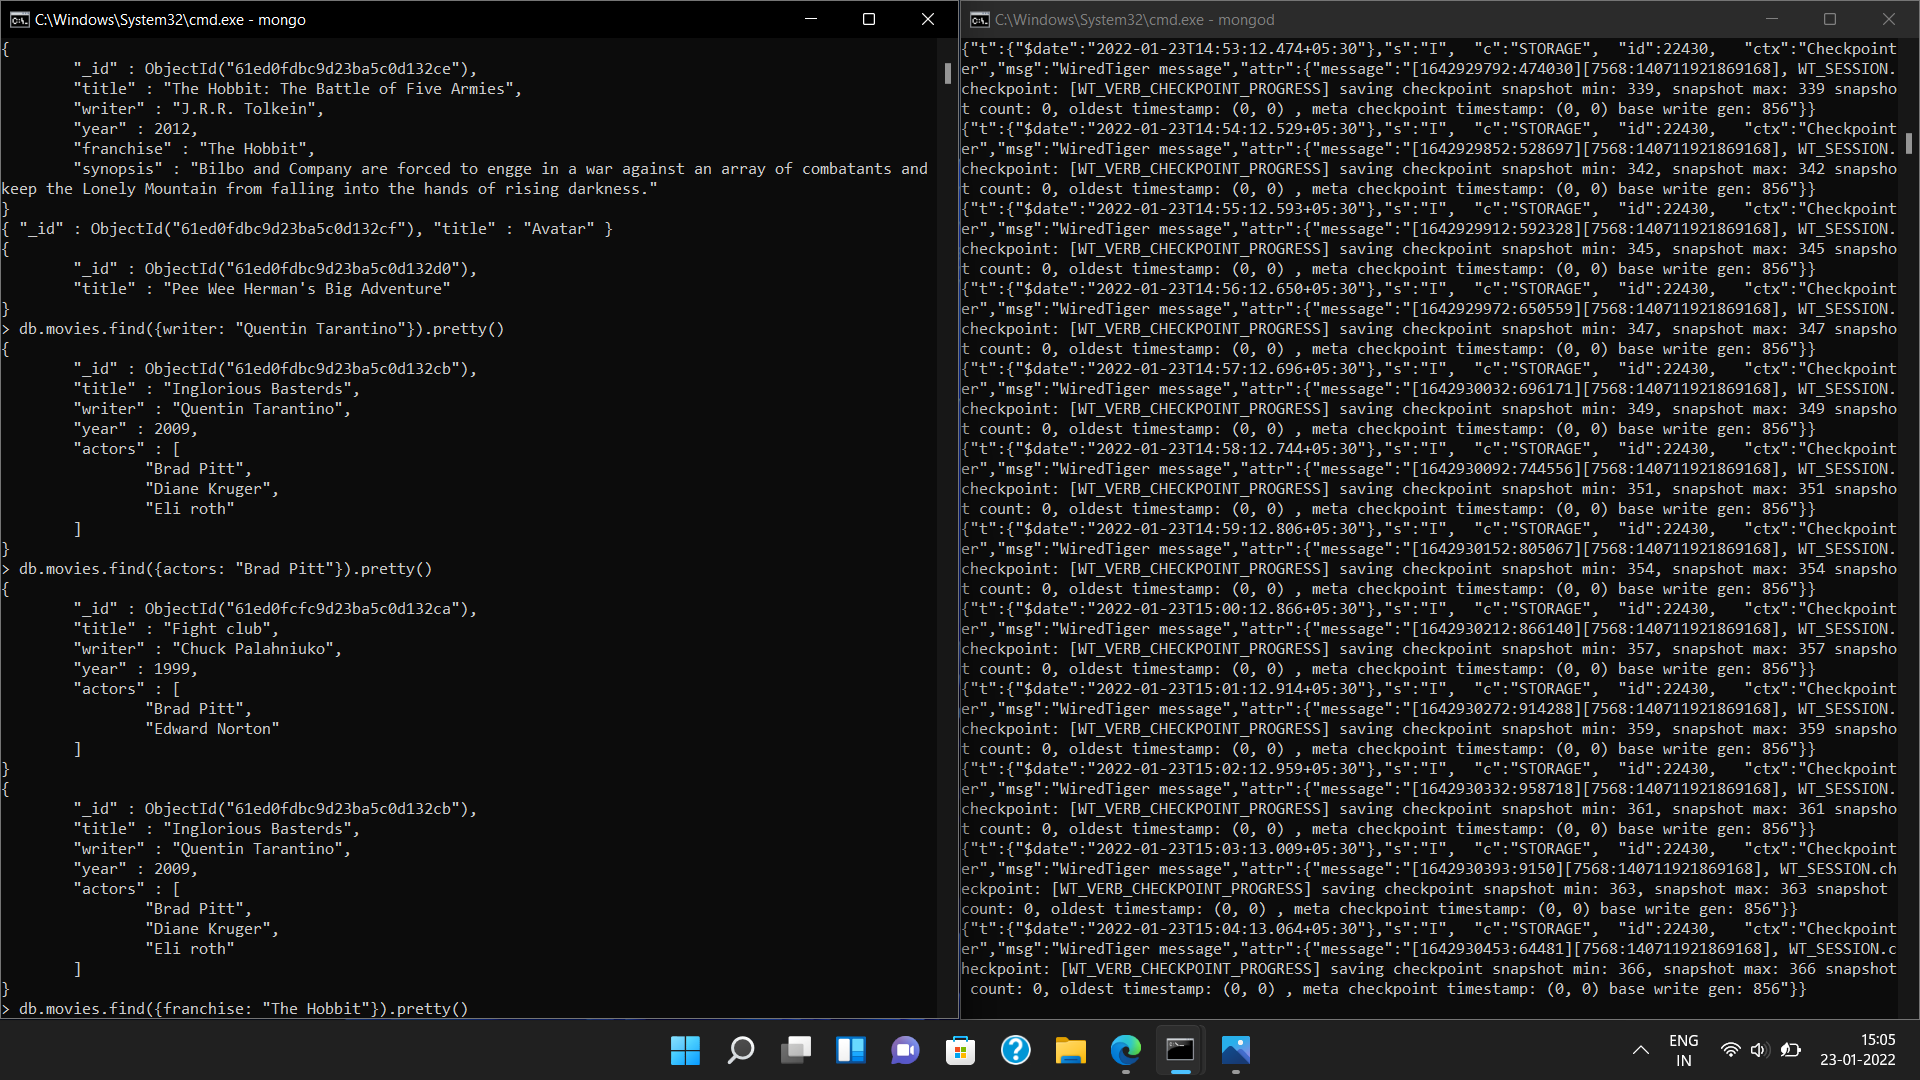 C:\Windows\System32\cmd.exe - mongo
{
"_id" : ObjectId("61ed0fdbc9d23ba5c0d132ce"),
"title" : "The Hobbit: The Battle of Five Armies",
"writer" : "J.R.R. Tolkein",
"year" : 2012,
"franchise" : "The Hobbit",
"synopsis" : "Bilbo and Company are forced to engge in a war against an array of combatants and
keep the Lonely Mountain from falling into the hands of rising darkness."
}
{ "_id" : ObjectId("61ed0fdbc9d23ba5c0d132cf"), "title" : "Avatar" }
{
"_id" : ObjectId("61ed0fdbc9d23ba5c0d132d0"),
"title" : "Pee Wee Herman's Big Adventure"
}
> db.movies.find({writer: "Quentin Tarantino"}).pretty()
{
"_id" : ObjectId("61ed0fdbc9d23ba5c0d132cb"),
"title" : "Inglorious Basterds",
"writer" : "Quentin Tarantino",
"year" : 2009,
"actors" : [
"Brad Pitt",
"Diane Kruger",
"Eli roth"
]
}
> db.movies.find({actors: "Brad Pitt"}).pretty()
{
"_id" : ObjectId("61ed0fcfc9d23ba5c0d132ca"),
"title" : "Fight club",
"writer" : "Chuck Palahniuko",
"year" : 1999,
"actors" : [
"Brad Pitt",
"Edward Norton"
]
}
{
"_id" : ObjectId("61ed0fdbc9d23ba5c0d132cb"),
"title" : "Inglorious Basterds",
"writer" : "Quentin Tarantino",
"year" : 2009,
"actors" : [
"Brad Pitt",
"Diane Kruger",
"Eli roth"
]
}
> db.movies.find({franchise: "The Hobbit"}).pretty()
C:\Windows\System32\cmd.exe - mongod
{"t":{"$date":"2022-01-23T14:53:12.474+05:30"},"s":"I", "c":"STORAGE", "id":22430, "ctx":"Checkpoint
er","msg":"WiredTiger message","attr":{"message":"[1642929792:474030][7568:140711921869168], WT_SESSION.
checkpoint: [WT_VERB_CHECKPOINT_PROGRESS] saving checkpoint snapshot min: 339, snapshot max: 339 snapsho
t count: 0, oldest timestamp: (0, 0) , meta checkpoint timestamp: (0, 0) base write gen: 856"}}
{"t":{"$date":"2022-01-23T14:54:12.529+05:30"},"s":"I", "c":"STORAGE", "id":22430, "ctx":"Checkpoint
er","msg":"WiredTiger message","attr":{"message":"[1642929852:528697][7568:140711921869168], WT_SESSION.
checkpoint: [WT_VERB_CHECKPOINT_PROGRESS] saving checkpoint snapshot min: 342, snapshot max: 342 snapsho
t count: 0, oldest timestamp: (0, 0) , meta checkpoint timestamp: (0, 0) base write gen: 856"}}
{"t":{"$date":"2022-01-23T14:55:12.593+05:30"},"s":"I", "c":"STORAGE", "id":22430, "ctx":"Checkpoint
er","msg":"WiredTiger message","attr":{"message":"[1642929912:592328][7568:140711921869168], WT_SESSION.
checkpoint: [WT_VERB_CHECKPOINT_PROGRESS] saving checkpoint snapshot min: 345, snapshot max: 345 snapsho
t count: 0, oldest timestamp: (0, 0) , meta checkpoint timestamp: (0, 0) base write gen: 856"}}
{"t":{"$date":"2022-01-23T14:56:12.650+05:30"},"s":"I", "c":"STORAGE", "id":22430, "ctx":"Checkpoint
er","msg":"WiredTiger message","attr":{"message":"[1642929972:650559][7568:140711921869168], WT_SESSION.
checkpoint: [WT_VERB_CHECKPOINT_PROGRESS] saving checkpoint snapshot min: 347, snapshot max: 347 snapsho
t count: 0, oldest timestamp: (0, 0) , meta checkpoint timestamp: (0, 0) base write gen: 856"}}
{"t":{"$date":"2022-01-23T14:57:12.696+05:30"},"s":"I", "c":"STORAGE", "id":22430, "ctx":"Checkpoint
er","msg":"WiredTiger message","attr":{"message":"[1642930032:696171][7568:140711921869168], WT_SESSION.
checkpoint: [WT_VERB_CHECKPOINT_PROGRESS] saving checkpoint snapshot min: 349, snapshot max: 349 snapsho
t count: 0, oldest timestamp: (0, 0) , meta checkpoint timestamp: (0, 0) base write gen: 856"}}
{"t":{"$date":"2022-01-23T14:58:12.744+05:30"},"s":"I", "c":"STORAGE", "id":22430, "ctx":"Checkpoint
er","msg":"WiredTiger message","attr":{"message":"[1642930092:744556][7568:140711921869168], WT_SESSION.
checkpoint: [WT_VERB_CHECKPOINT_PROGRESS] saving checkpoint snapshot min: 351, snapshot max: 351 snapsho
t count: 0, oldest timestamp: (0, 0) , meta checkpoint timestamp: (0, 0) base write gen: 856"}}
{"t":{"$date":"2022-01-23T14:59:12.806+05:30"},"s":"I", "c":"STORAGE", "id":22430, "ctx":"Checkpoint
er","msg":"WiredTiger message","attr":{"message":"[1642930152:805067][7568:140711921869168], WT_SESSION.
checkpoint: [WT_VERB_CHECKPOINT_PROGRESS] saving checkpoint snapshot min: 354, snapshot max: 354 snapsho
t count: 0, oldest timestamp: (0, 0) , meta checkpoint timestamp: (0, 0) base write gen: 856"}}
{"t":{"$date":"2022-01-23T15:00:12.866+05:30"},"s":"I", "c":"STORAGE", "id":22430, "ctx":"Checkpoint
er","msg":"WiredTiger message","attr":{"message":"[1642930212:866140][7568:140711921869168], WT_SESSION.
checkpoint: [WT_VERB_CHECKPOINT_PROGRESS] saving checkpoint snapshot min: 357, snapshot max: 357 snapsho
t count: 0, oldest timestamp: (0, 0) , meta checkpoint timestamp: (0, 0) base write gen: 856"}}
{"t":{"$date":"2022-01-23T15:01:12.914+05:30"},"s":"I", "c":"STORAGE", "id":22430, "ctx":"Checkpoint
er","msg":"WiredTiger message","attr":{"message":"[1642930272:914288][7568:140711921869168], WT_SESSION.
checkpoint: [WT_VERB_CHECKPOINT_PROGRESS] saving checkpoint snapshot min: 359, snapshot max: 359 snapsho
t count: 0, oldest timestamp: (0, 0) , meta checkpoint timestamp: (0, 0) base write gen: 856"}}
{"t":{"$date":"2022-01-23T15:02:12.959+05:30"},"s":"I", "c":"STORAGE", "id":22430, "ctx":"Checkpoint
er","msg":"WiredTiger message","attr":{"message":"[1642930332:958718][7568:140711921869168], WT_SESSION.
checkpoint: [WT_VERB_CHECKPOINT_PROGRESS] saving checkpoint snapshot min: 361, snapshot max: 361 snapsho
t count: 0, oldest timestamp: (0, 0) , meta checkpoint timestamp: (0, 0) base write gen: 856"}}
{"t":{"$date":"2022-01-23T15:03:13.009+05:30"},"s":"I", "c":"STORAGE", "id":22430, "ctx":"Checkpoint
er","msg":"WiredTiger message","attr":{"message":"[1642930393:9150][7568:140711921869168], WT_SESSION.ch
eckpoint: [WT_VERB_CHECKPOINT_PROGRESS] saving checkpoint snapshot min: 363, snapshot max: 363 snapshot
count: 0, oldest timestamp: (0, 0) , meta checkpoint timestamp: (0, 0) base write gen: 856"}}
{"t":{"$date":"2022-01-23T15:04:13.064+05:30"},"s":"I", "c":"STORAGE", "id":22430, "ctx":"Checkpoint
er","msg":"WiredTiger message","attr":{"message":"[1642930453:64481][7568:140711921869168], WT_SESSION.c
heckpoint: [WT_VERB_CHECKPOINT_PROGRESS] saving checkpoint snapshot min: 366, snapshot max: 366 snapshot
count: 0, oldest timestamp: (0, 0) , meta checkpoint timestamp: (0, 0) base write gen: 856"}}
ENG
IN
15:05
23-01-2022